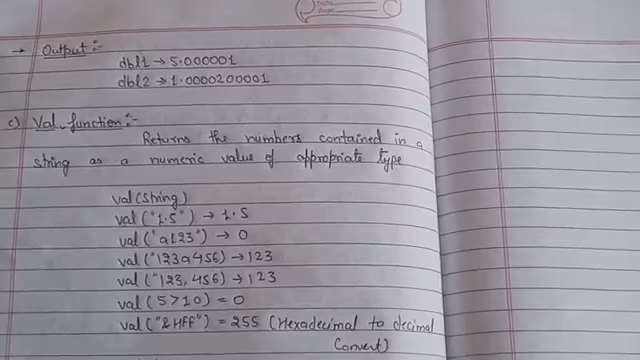 → Output:-
dbl1 → 5.000001
dbl2 → 1.0000200001
c) Val function:-
Returns the numbers contained in a
string as a numeric value of appropriate type
val(String)
val("1.5") → 1.5
val("a123") → 0
val("123a456) → 123
val("123,456) → 123
val(5>10) = 0
val("&HFF") = 255 (Hexadecimal to decimal
Convert)